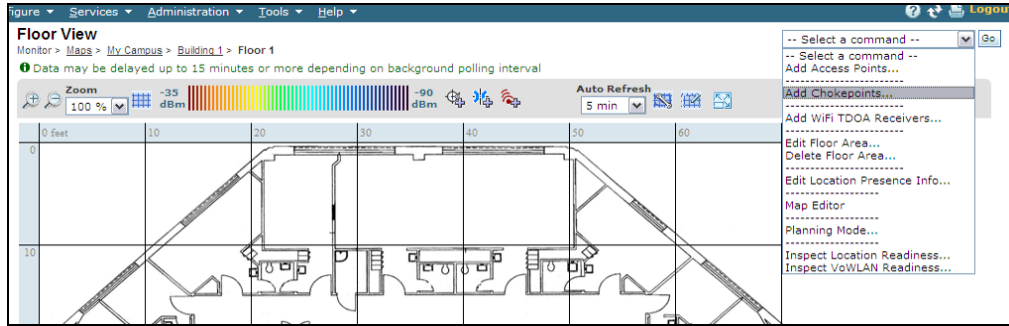 figure ▾ Services ▾ Administration ▾ Tools ▾ Help ▾ Logou
Floor View
Monitor > Maps > My Campus > Building 1 > Floor 1
Data may be delayed up to 15 minutes or more depending on background polling interval
-- Select a command -- Go
-- Select a command --
Add Access Points...
--------------------
Add Chokepoints...
--------------------
Add WiFi TDOA Receivers...
--------------------
Edit Floor Area...
Delete Floor Area...
--------------------
Edit Location Presence Info...
--------------------
Map Editor
--------------------
Planning Mode...
--------------------
Inspect Location Readiness...
Inspect VoWLAN Readiness...
Zoom
100 %
-35 dBm
-90 dBm
Auto Refresh
5 min
0 feet 10 20 30 40 50 60
0
10